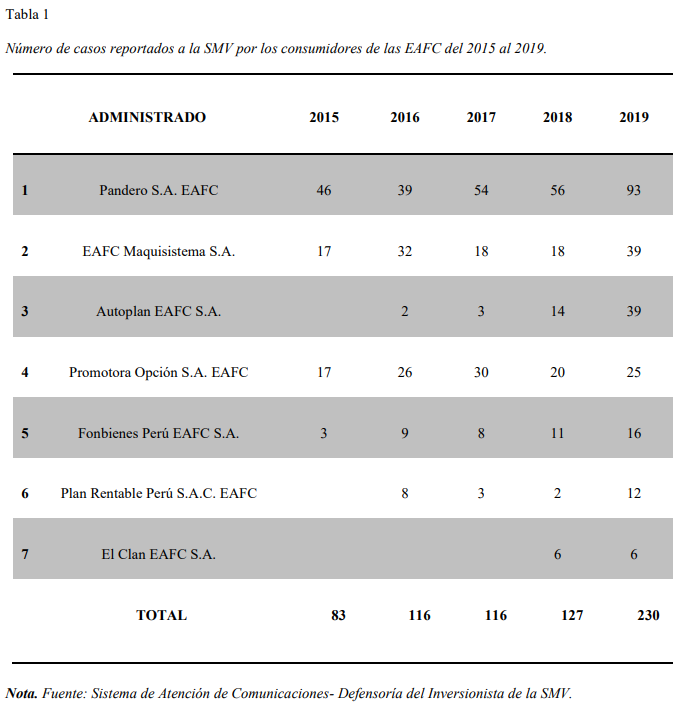 Tabla 1
Número de casos reportados a la SMV por los consumidores de las EAFC del 2015 al 2019.
ADMINISTRADO 2015 2016 2017 2018 2019
1 Pandero S.A. EAFC 46 39 54 56 93
2 EAFC Maquisistema S.A. 17 32 18 18 39
3 Autoplan EAFC S.A. 2 3 14 39
4 Promotora Opción S.A. EAFC 17 26 30 20 25
5 Fonbienes Perú EAFC S.A. 3 9 8 11 16
6 Plan Rentable Perú S.A.C. EAFC 8 3 2 12
7 El Clan EAFC S.A. 6 6
TOTAL 83 116 116 127 230
Nota. Fuente: Sistema de Atención de Comunicaciones- Defensoría del Inversionista de la SMV.